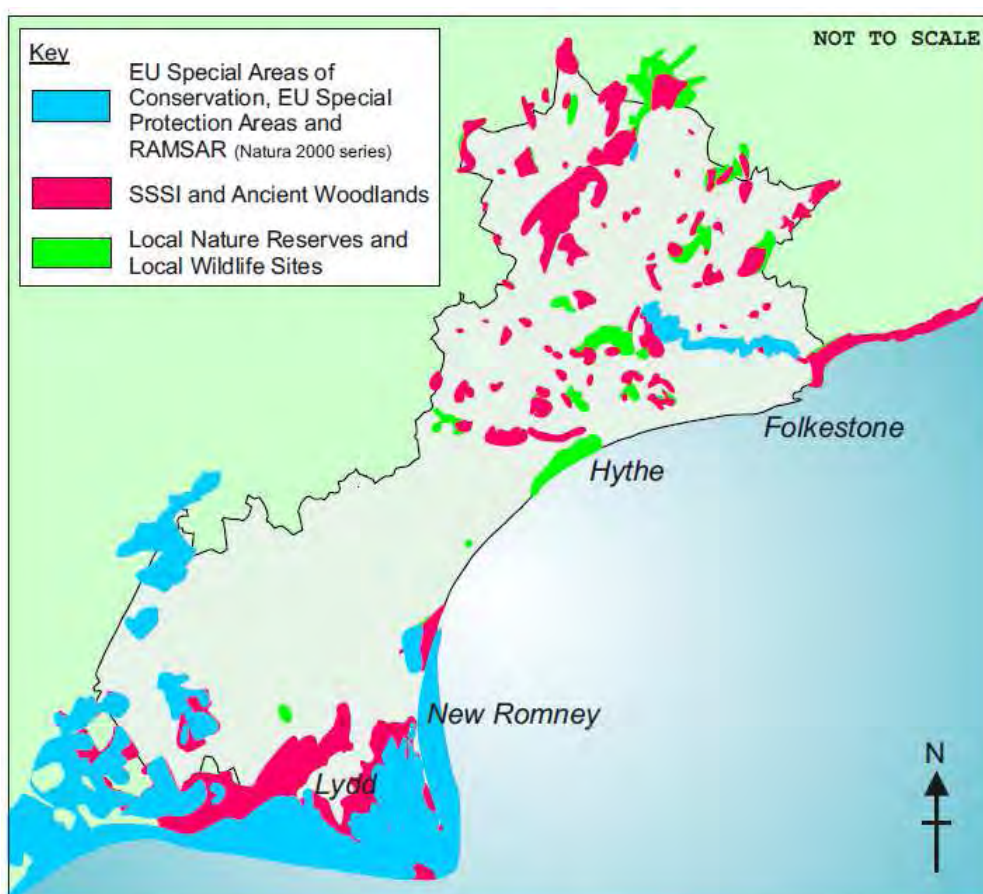 NOT TO SCALE
Key
EU Special Areas of
Conservation, EU Special
Protection Areas and
RAMSAR (Natura 2000 series)
SSSI and Ancient Woodlands
Local Nature Reserves and
Local Wildlife Sites
Folkestone
Hythe
New Romney
Lydd
N